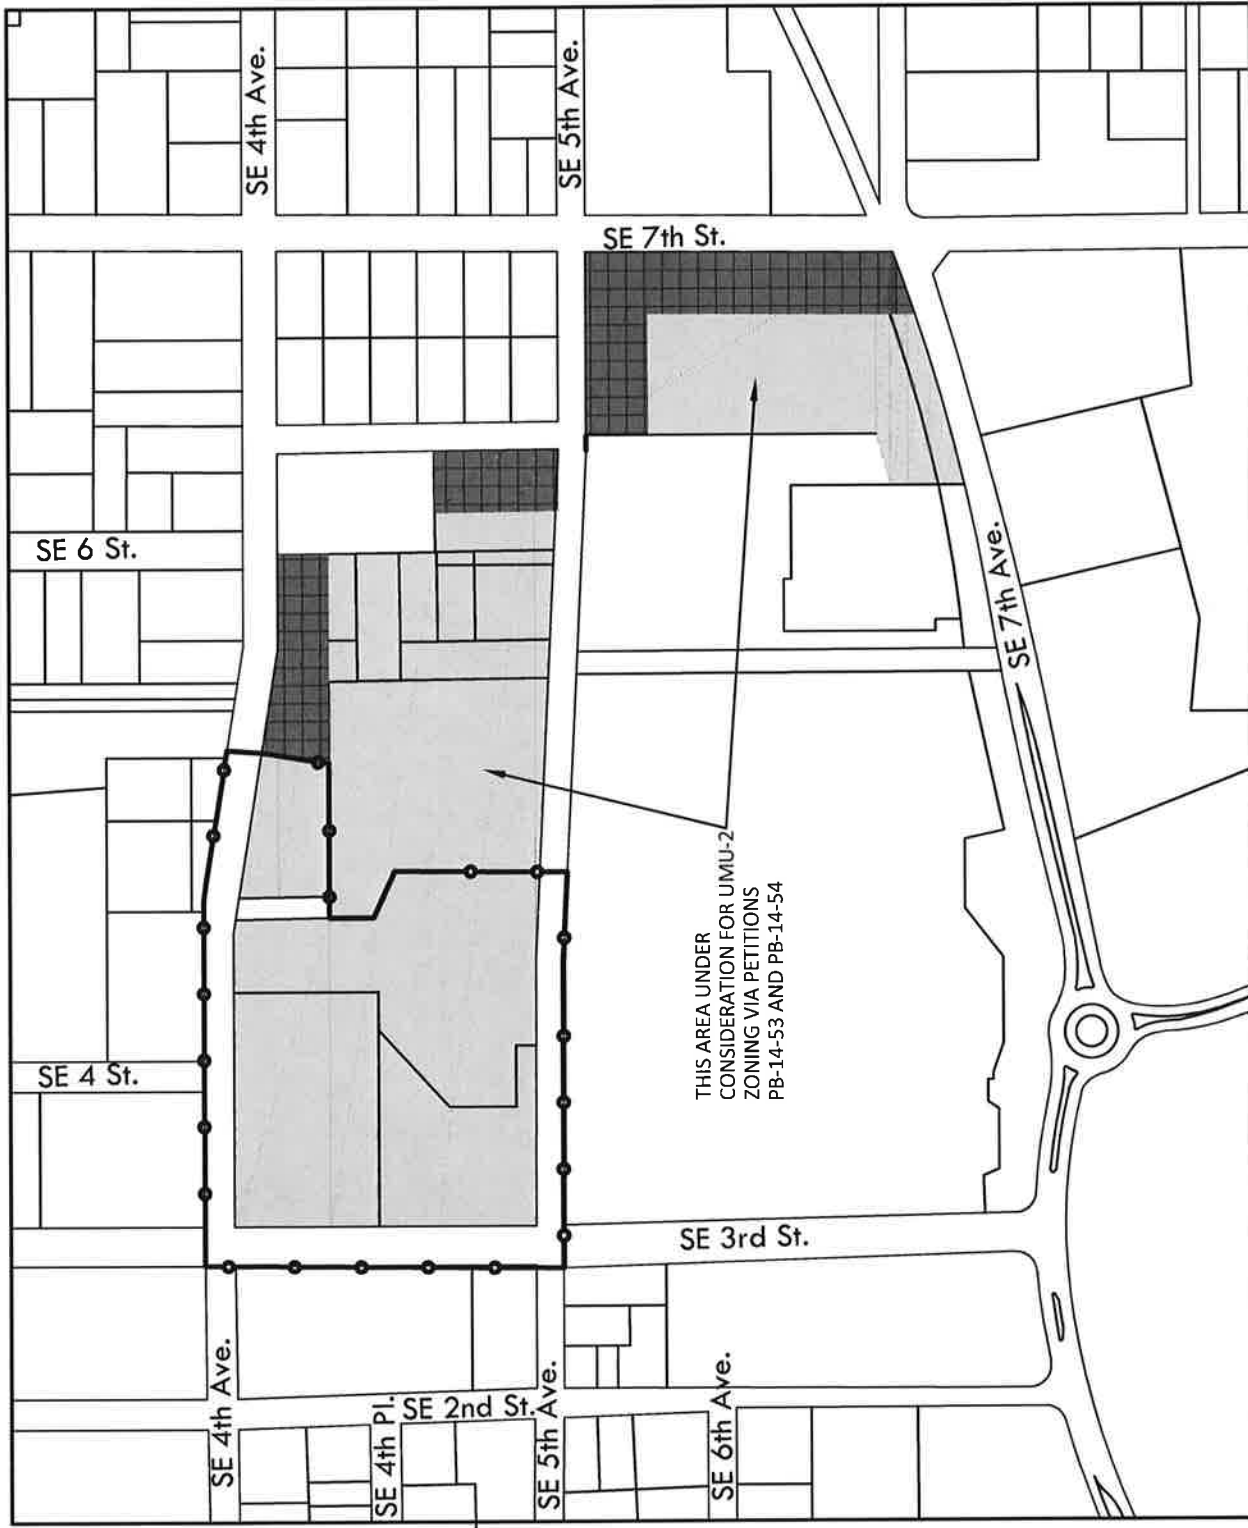 SE 4th Ave.
SE 5th Ave.
SE 7th St.
SE 6 St.
SE 7th Ave.
THIS AREA UNDER
CONSIDERATION FOR UMU-2
ZONING VIA PETITIONS
PB-14-53 AND PB-14-54
SE 4 St.
SE 3rd St.
SE 4th Ave.
SE 4th Pl.
SE 2nd St.
SE 5th Ave.
SE 6th Ave.